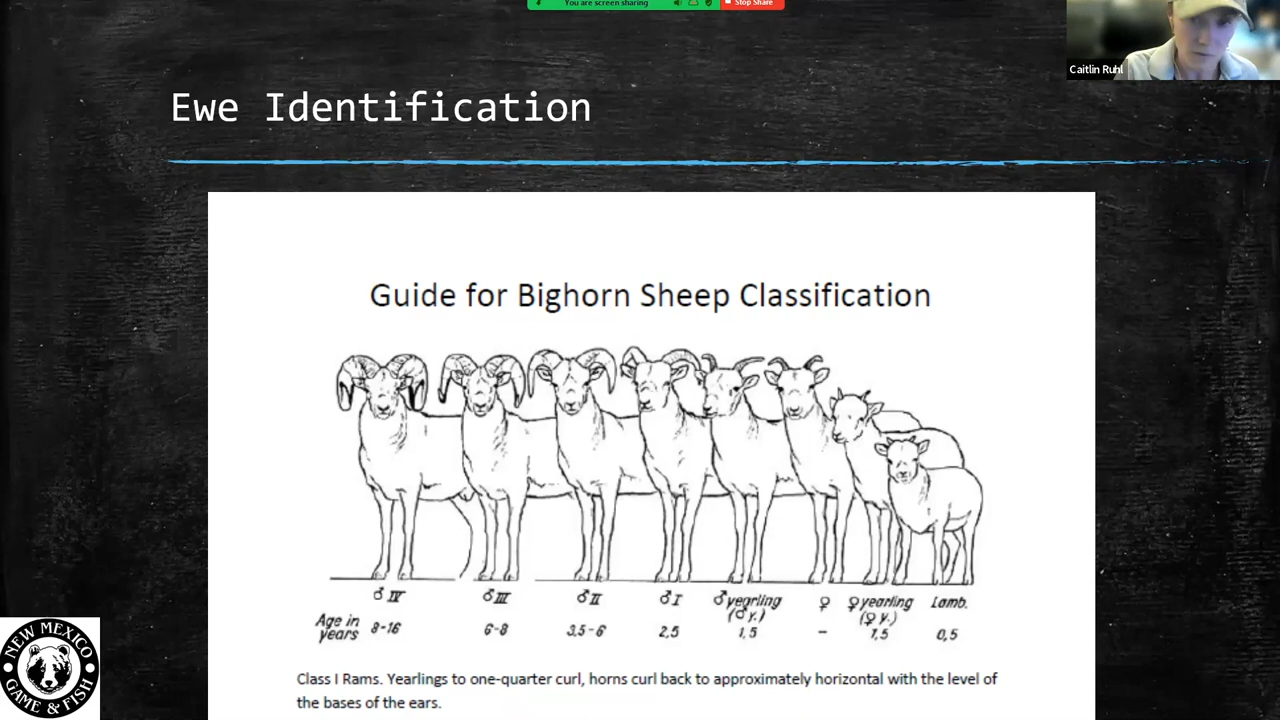 You are screen sharing
Stop Share
Caitlin Ruhl
Ewe Identification
Guide for Bighorn Sheep Classification
♂ IV ♂ III ♂ II ♂ I ♂ yearling (♂ y.) ♀ ♀ yearling (♀ y.) Lamb.
Age in years 8-16 6-8 3,5-6 2,5 1,5 – 1,5 0,5
Class I Rams. Yearlings to one-quarter curl, horns curl back to approximately horizontal with the level of
the bases of the ears.
NEW MEXICO
GAME & FISH